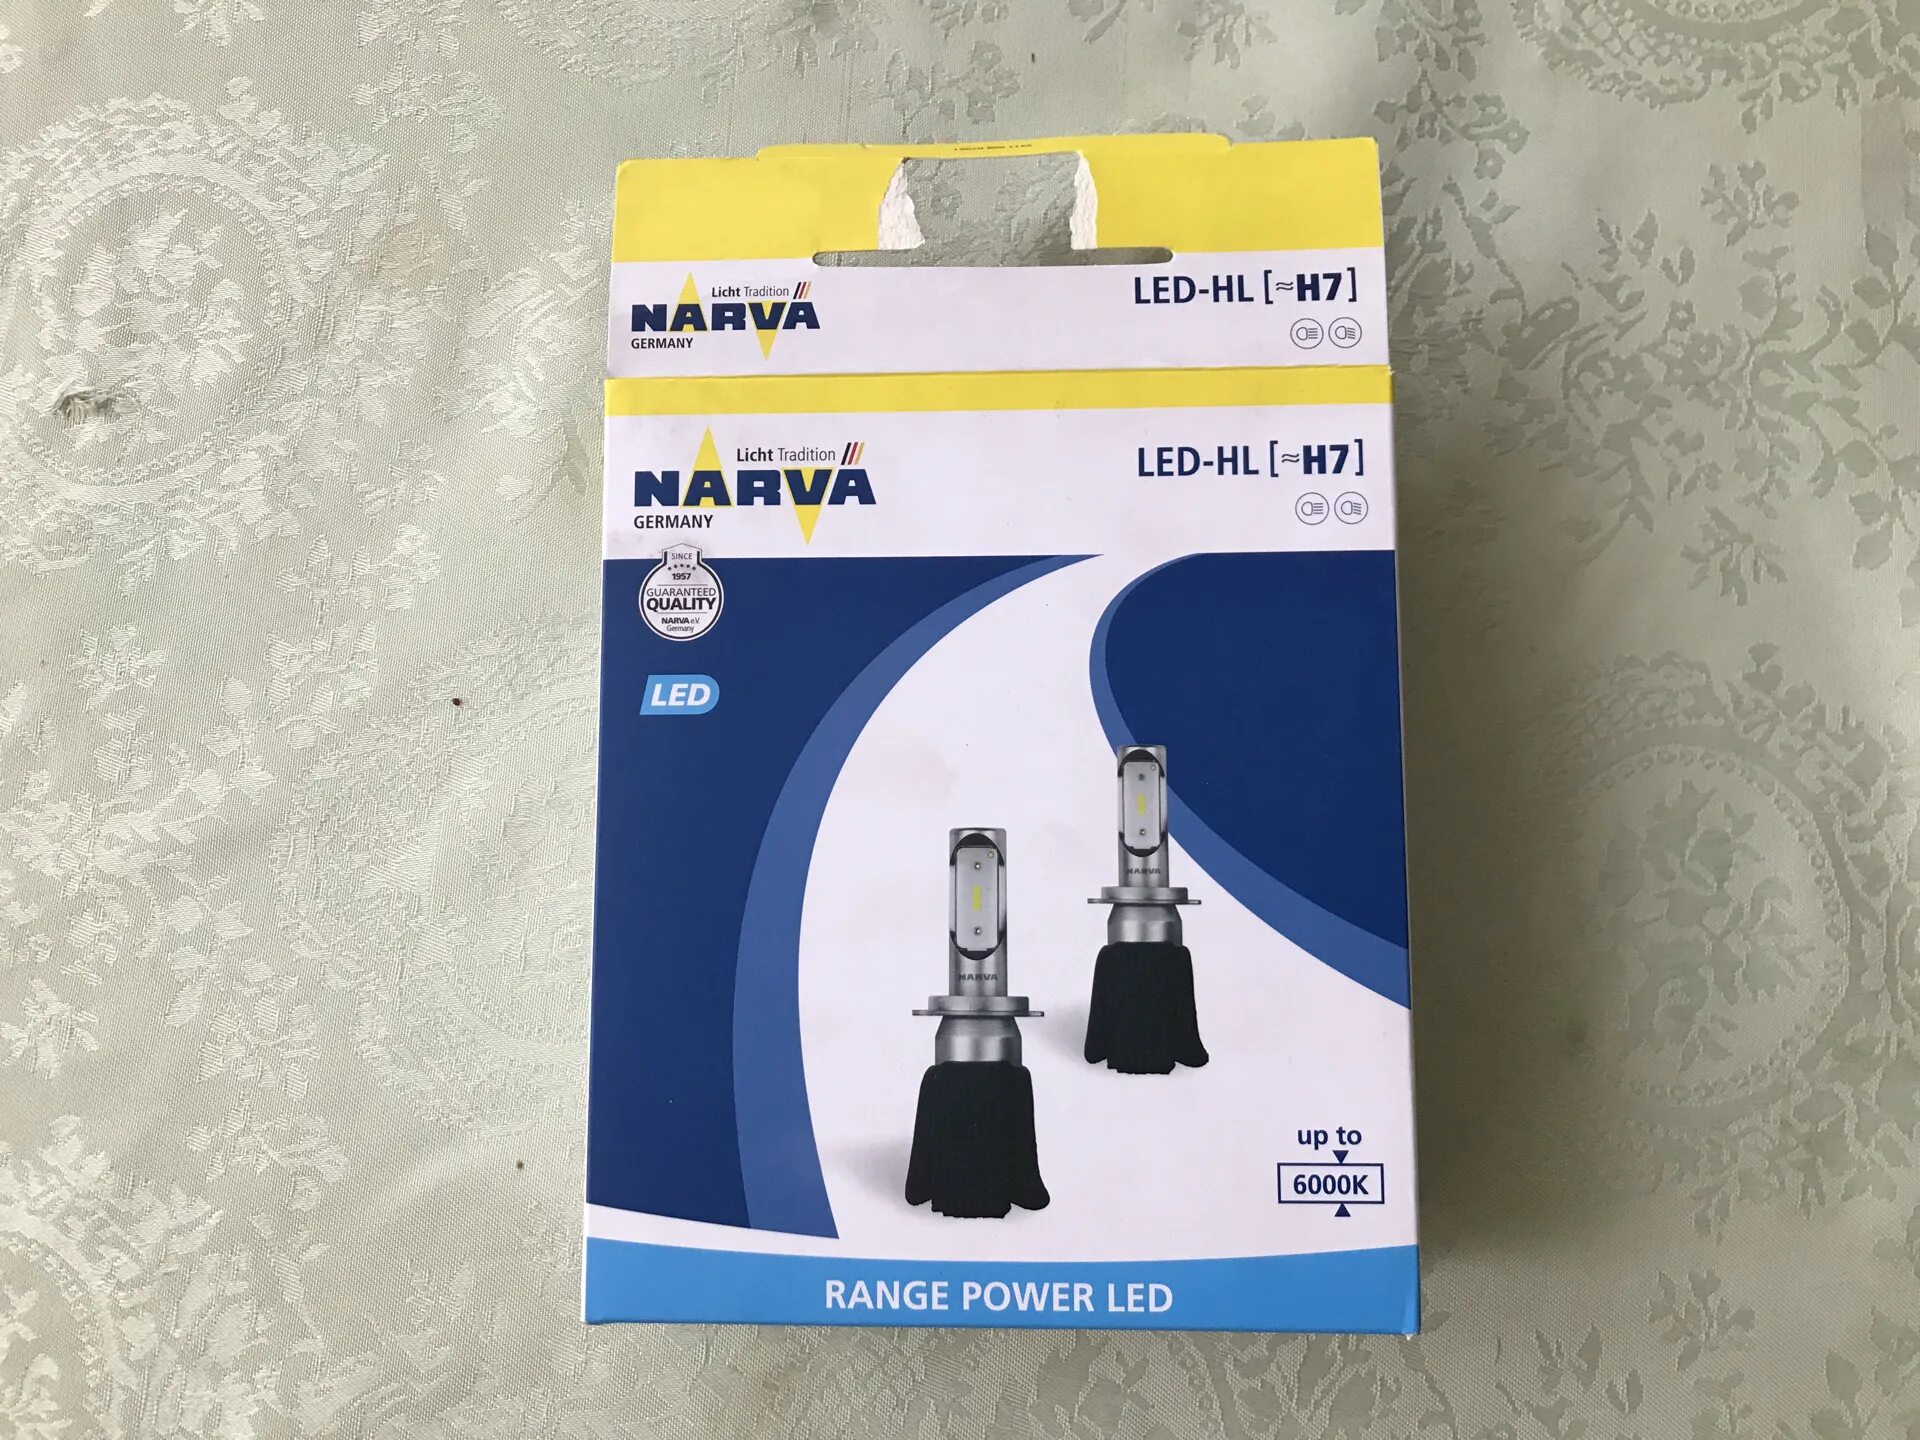 Licht Tradition
NARVA
GERMANY
LED-HL [≈H7]
Licht Tradition
NARVA
GERMANY
LED-HL [≈H7]
SINCE
1957
GUARANTEED
QUALITY
NARVA e.V.
Germany
LED
NARVA
NARVA
up to
6000K
RANGE POWER LED